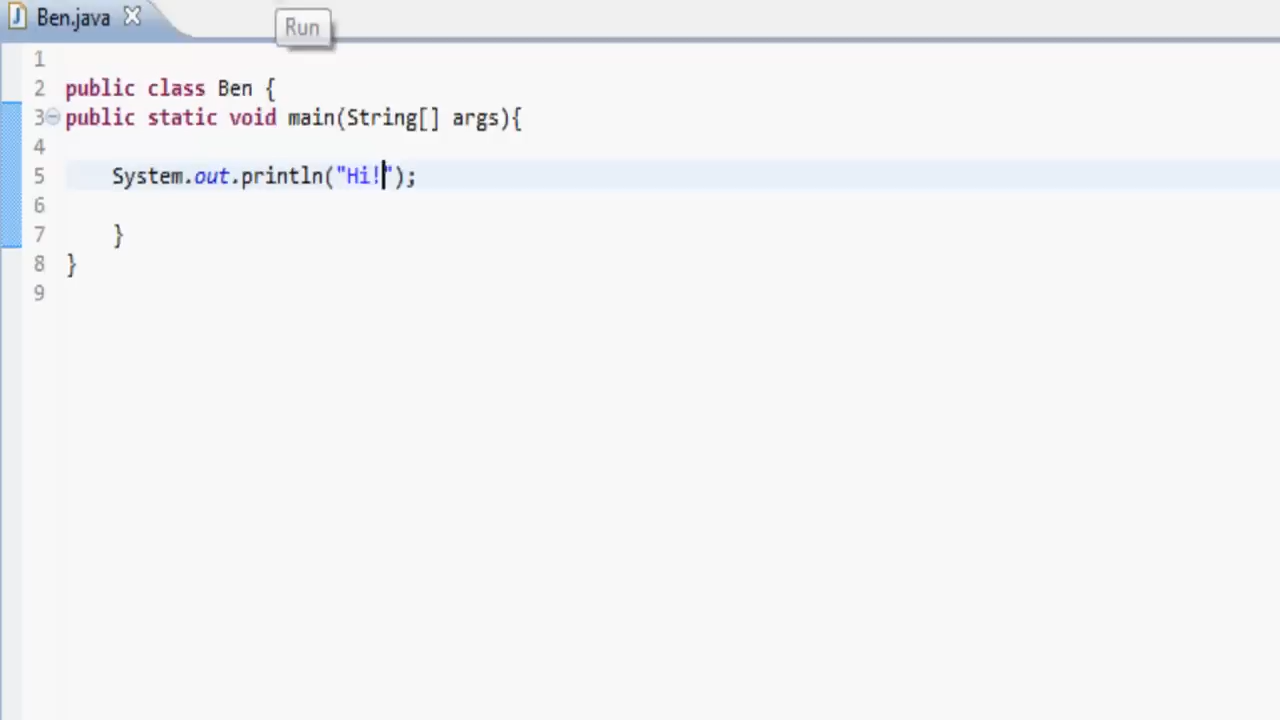 Ben.java
Run
1
2 public class Ben {
3 public static void main(String[] args){
4
5 System.out.println("Hi!");
6
7 }
8 }
9